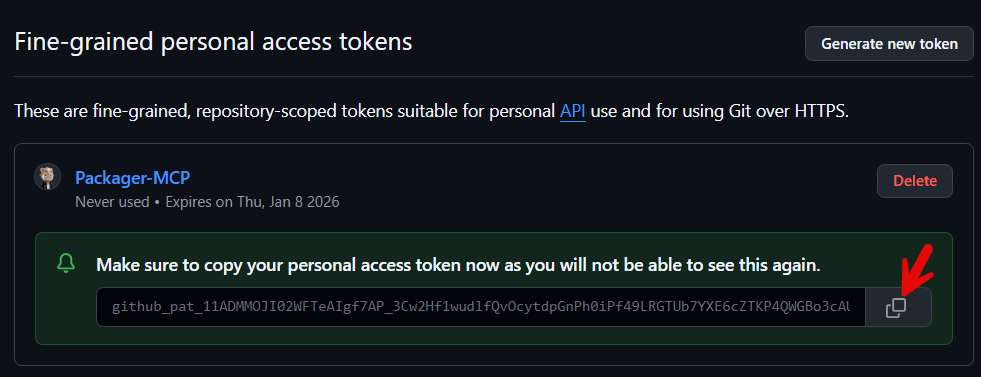 Fine-grained personal access tokens
Generate new token
These are fine-grained, repository-scoped tokens suitable for personal API use and for using Git over HTTPS.
Packager-MCP
Delete
Never used • Expires on Thu, Jan 8 2026
Make sure to copy your personal access token now as you will not be able to see this again.
github_pat_11ADMMOJI02WFTeAIgf7AP_3Cw2Hf1wudlfQvOcytdpGnPh0iPf49LRGTUb7YXE6cZTKP4QWGBo3cAU